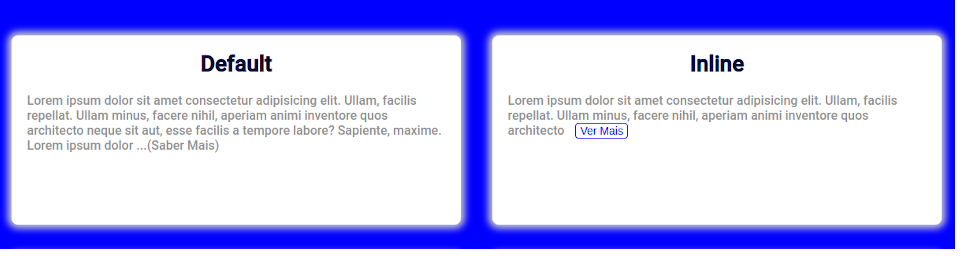 Default
Lorem ipsum dolor sit amet consectetur adipisicing elit. Ullam, facilis
repellat. Ullam minus, facere nihil, aperiam animi inventore quos
architecto neque sit aut, esse facilis a tempore labore? Sapiente, maxime.
Lorem ipsum dolor ...(Saber Mais)
Inline
Lorem ipsum dolor sit amet consectetur adipisicing elit. Ullam, facilis
repellat. Ullam minus, facere nihil, aperiam animi inventore quos
architecto Ver Mais